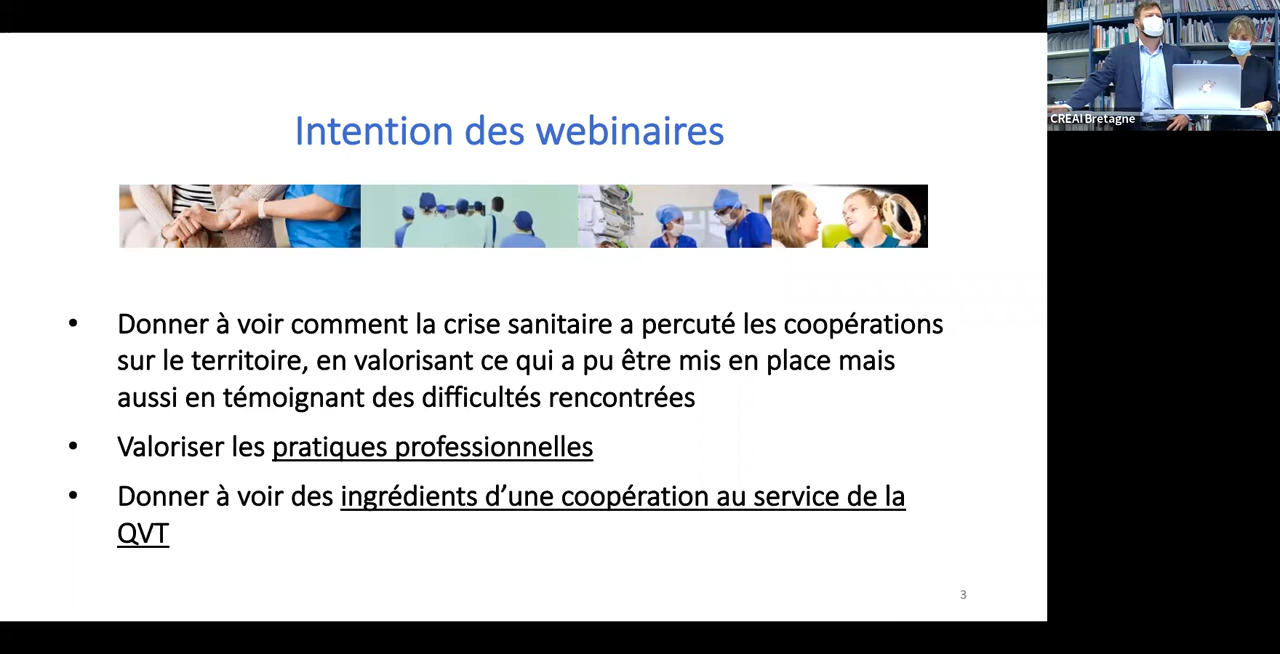 Intention des webinaires
CREAI Bretagne
• Donner à voir comment la crise sanitaire a percuté les coopérations
sur le territoire, en valorisant ce qui a pu être mis en place mais
aussi en témoignant des difficultés rencontrées
• Valoriser les pratiques professionnelles
• Donner à voir des ingrédients d’une coopération au service de la
QVT
3